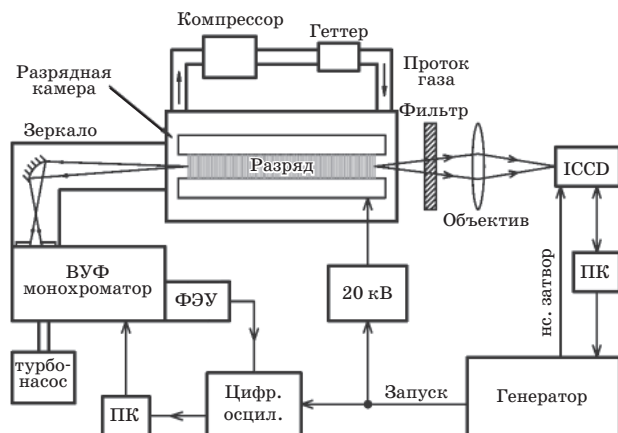 Компрессор
Геттер
Разрядная
камера
Проток
газа
Фильтр
Зеркало
Разряд
ICCD
Объектив
ВУФ
монохроматор
ФЭУ
20 кВ
нс. затвор
ПК
турбо-
насос
ПК
Цифр.
осцил.
Запуск
Генератор